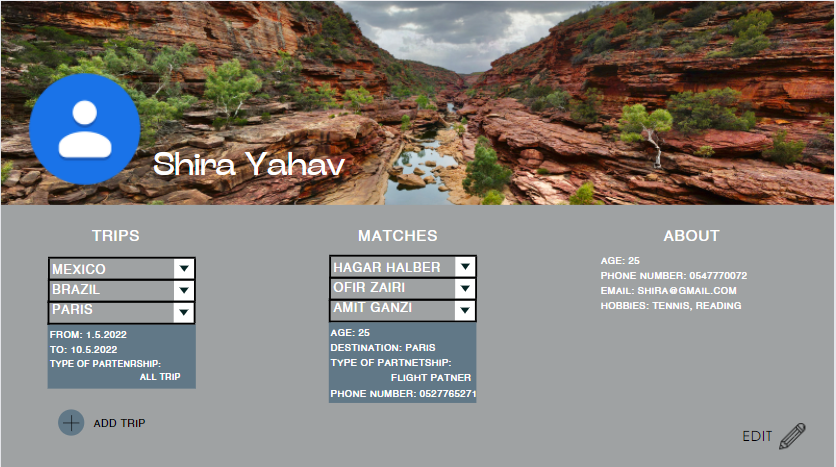 Shira Yahav
TRIPS
MEXICO
BRAZIL
PARIS
FROM: 1.5.2022
TO: 10.5.2022
TYPE OF PARTENRSHIP:
ALL TRIP
ADD TRIP
MATCHES
HAGAR HALBER
OFIR ZAIRI
AMIT GANZI
AGE: 25
DESTINATION: PARIS
TYPE OF PARTNETSHIP:
FLIGHT PATNER
PHONE NUMBER: 0527765271
ABOUT
AGE: 25
PHONE NUMBER: 0547770072
EMAIL: SHIRA@GMAIL.COM
HOBBIES: TENNIS, READING
EDIT